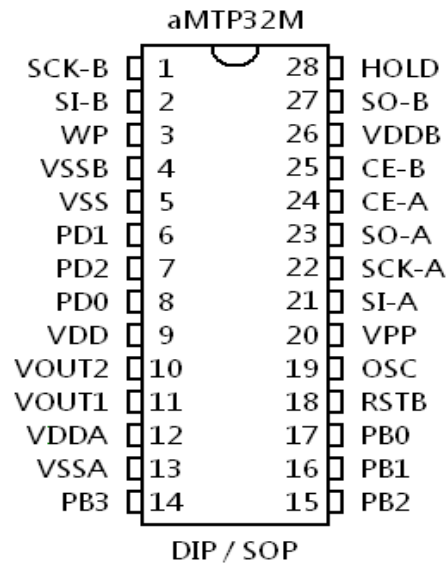 aMTP32M
SCK-B 1 28 HOLD
SI-B 2 27 SO-B
WP 3 26 VDDB
VSSB 4 25 CE-B
VSS 5 24 CE-A
PD1 6 23 SO-A
PD2 7 22 SCK-A
PD0 8 21 SI-A
VDD 9 20 VPP
VOUT2 10 19 OSC
VOUT1 11 18 RSTB
VDDA 12 17 PB0
VSSA 13 16 PB1
PB3 14 15 PB2
DIP / SOP